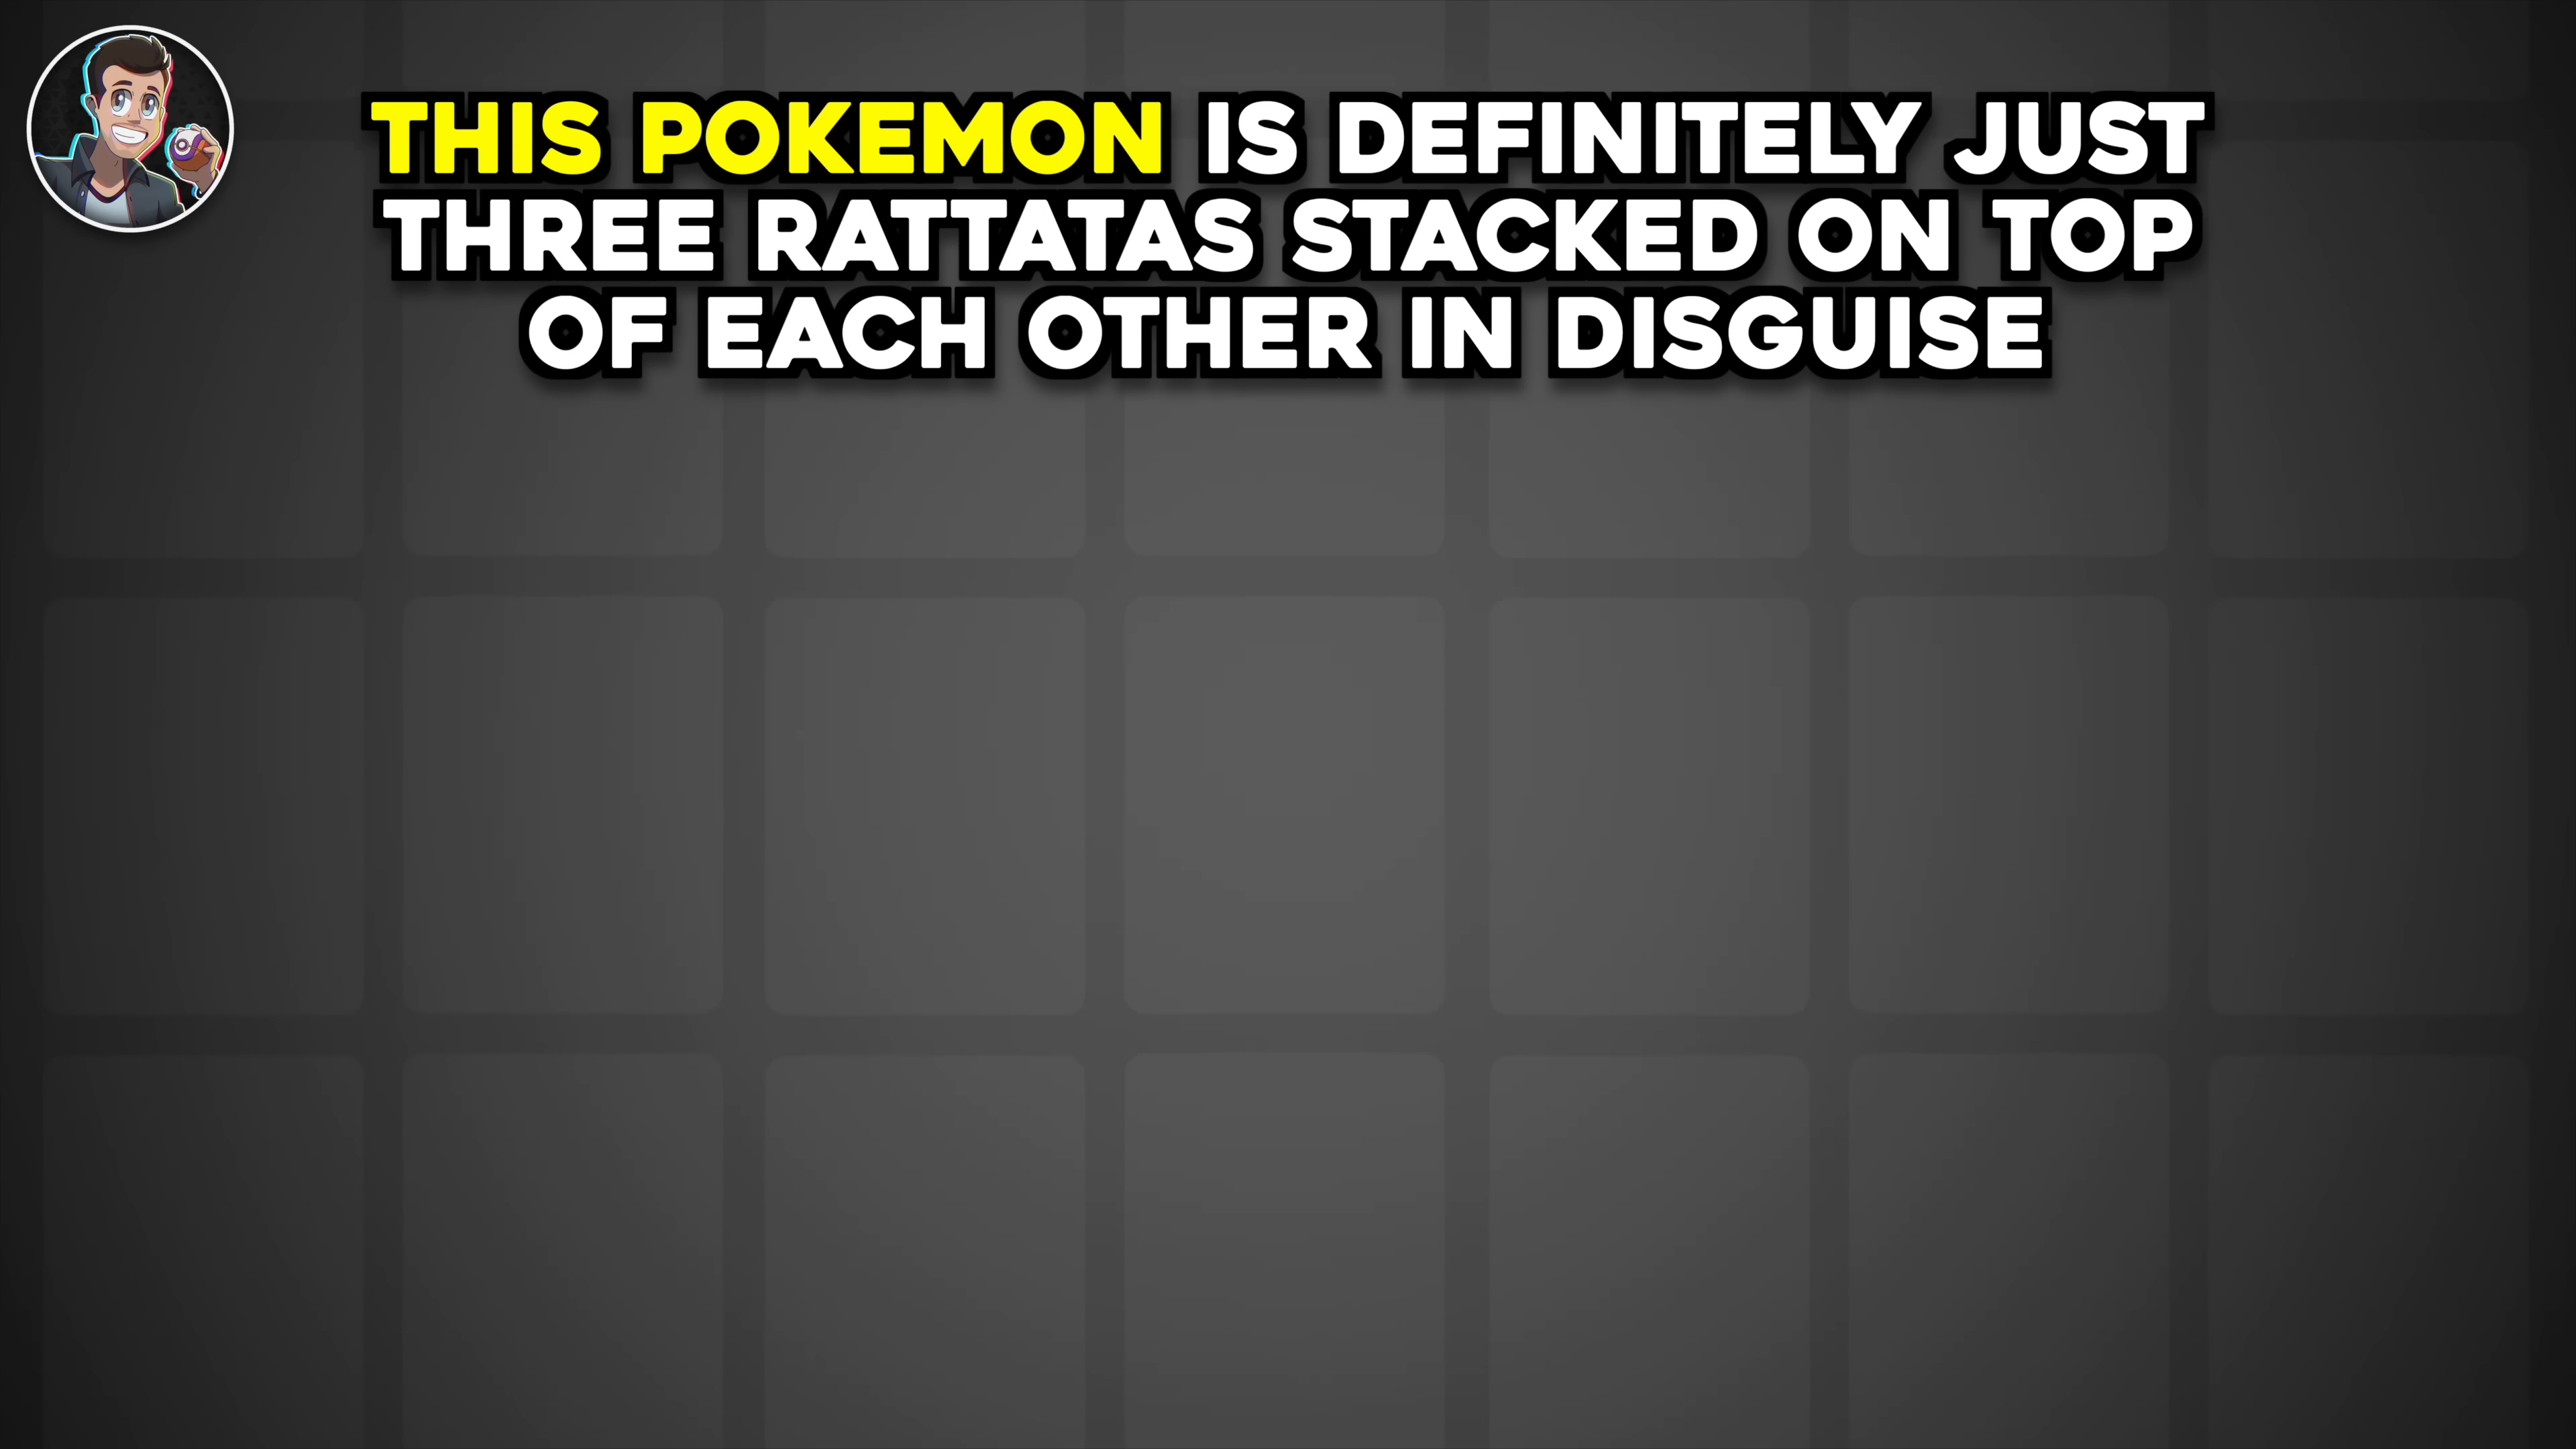 THIS POKEMON IS DEFINITELY JUST
THREE RATTATAS STACKED ON TOP
OF EACH OTHER IN DISGUISE